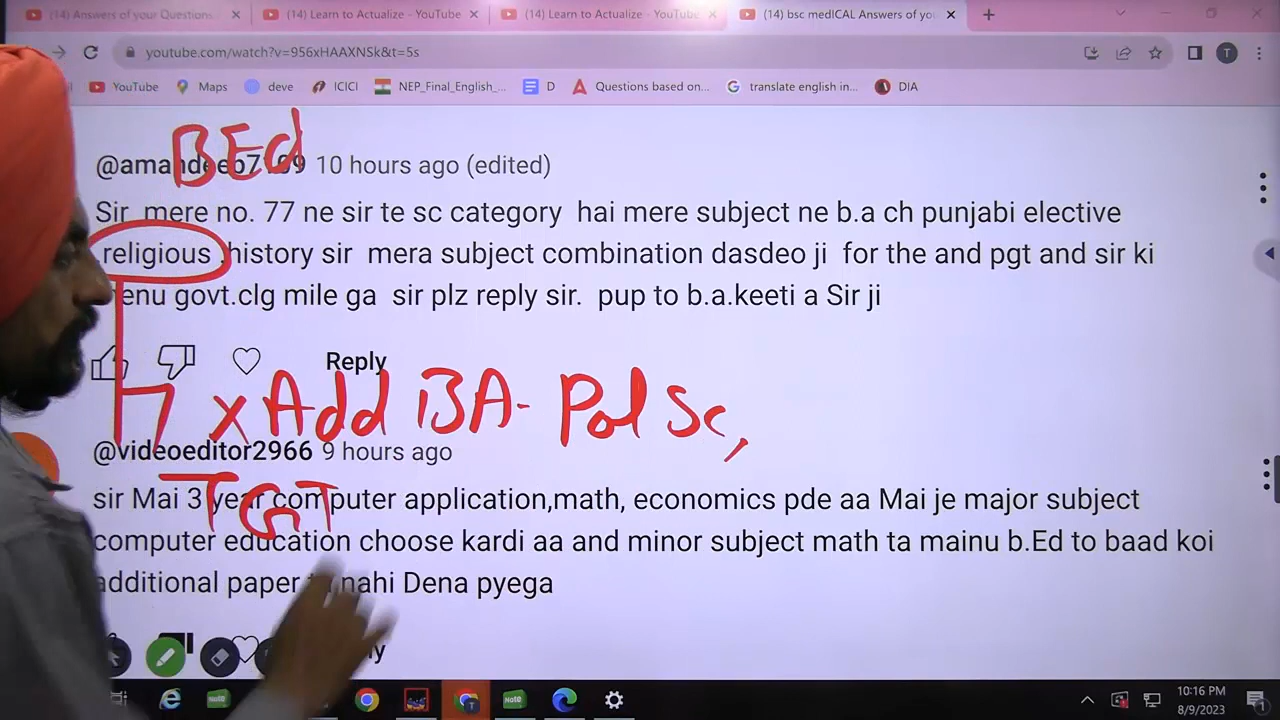 (14) Answers of your Questions
(14) Learn to Actualize - YouTube
(14) Learn to Actualize - YouTube
(14) bsc medICAL Answers of you
youtube.com/watch?v=956xHAAXNSk&t=5s
T
YouTube
Maps
deve
ICICI
NEP_Final_English_...
D
Questions based on...
translate english in...
DIA
BEd
@amandeep7189 10 hours ago (edited)
Sir mere no. 77 ne sir te sc category hai mere subject ne b.a ch punjabi elective
religious .history sir mera subject combination dasdeo ji for the and pgt and sir ki
menu govt.clg mile ga sir plz reply sir. pup to b.a.keeti a Sir ji
Reply
x Add BA- Pol Sc,
@videoeditor2966 9 hours ago
TGT
sir Mai 3 year computer application,math, economics pde aa Mai je major subject
computer education choose kardi aa and minor subject math ta mainu b.Ed to baad koi
additional paper ta nahi Dena pyega
Note
Note
10:16 PM
8/9/2023